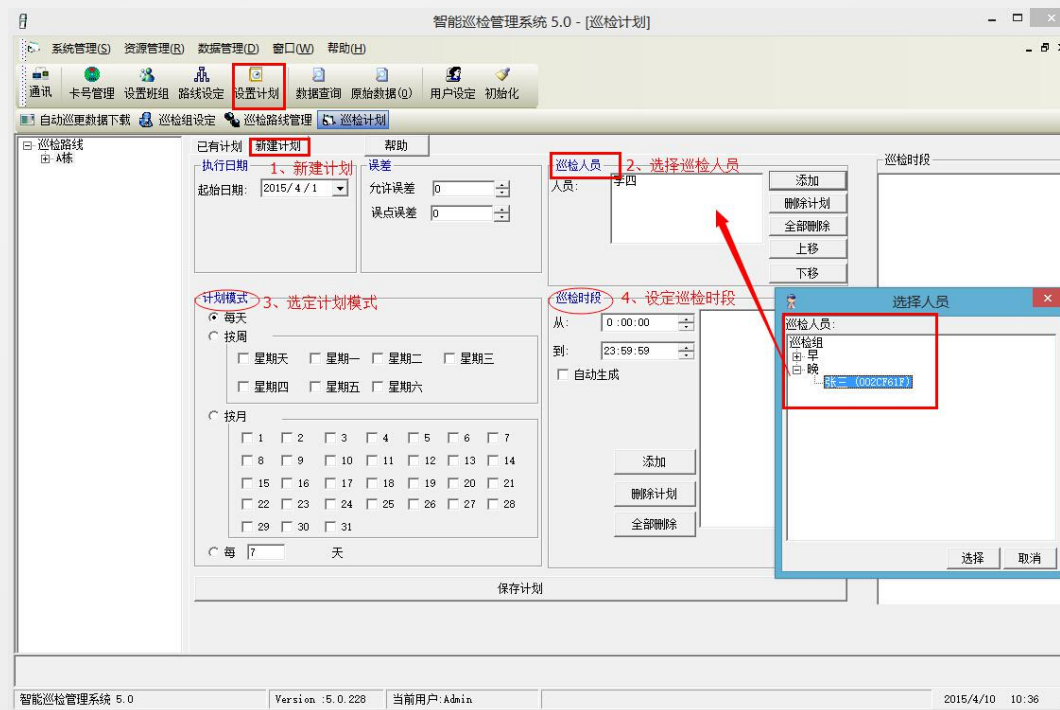 智能巡检管理系统 5.0 - [巡检计划]
系统管理(S) 资源管理(R) 数据管理(D) 窗口(W) 帮助(H)
通讯 卡号管理 设置班组 路线设定 设置计划 数据查询 原始数据(Q) 用户设定 初始化
自动巡更数据下载 巡检组设定 巡检路线管理 巡检计划
巡检路线
A栋
已有计划 新建计划 帮助
执行日期 1、新建计划
起始日期: 2015/4/1
误差
允许误差 0
误点误差 0
巡检人员 2、选择巡检人员
人员: 李四
添加
删除计划
全部删除
上移
下移
巡检时段
计划模式 3、选定计划模式
每天
按周
星期天 星期一 星期二 星期三
星期四 星期五 星期六
按月
1 2 3 4 5 6 7
8 9 10 11 12 13 14
15 16 17 18 19 20 21
22 23 24 25 26 27 28
29 30 31
每 7 天
巡检时段 4、设定巡检时段
从: 0:00:00
到: 23:59:59
自动生成
添加
删除计划
全部删除
选择人员
巡检人员:
巡检组
早
晚
张三 (002CF61F)
选择 取消
保存计划
智能巡检管理系统 5.0 Version :5.0.228 当前用户:Admin 2015/4/10 10:36